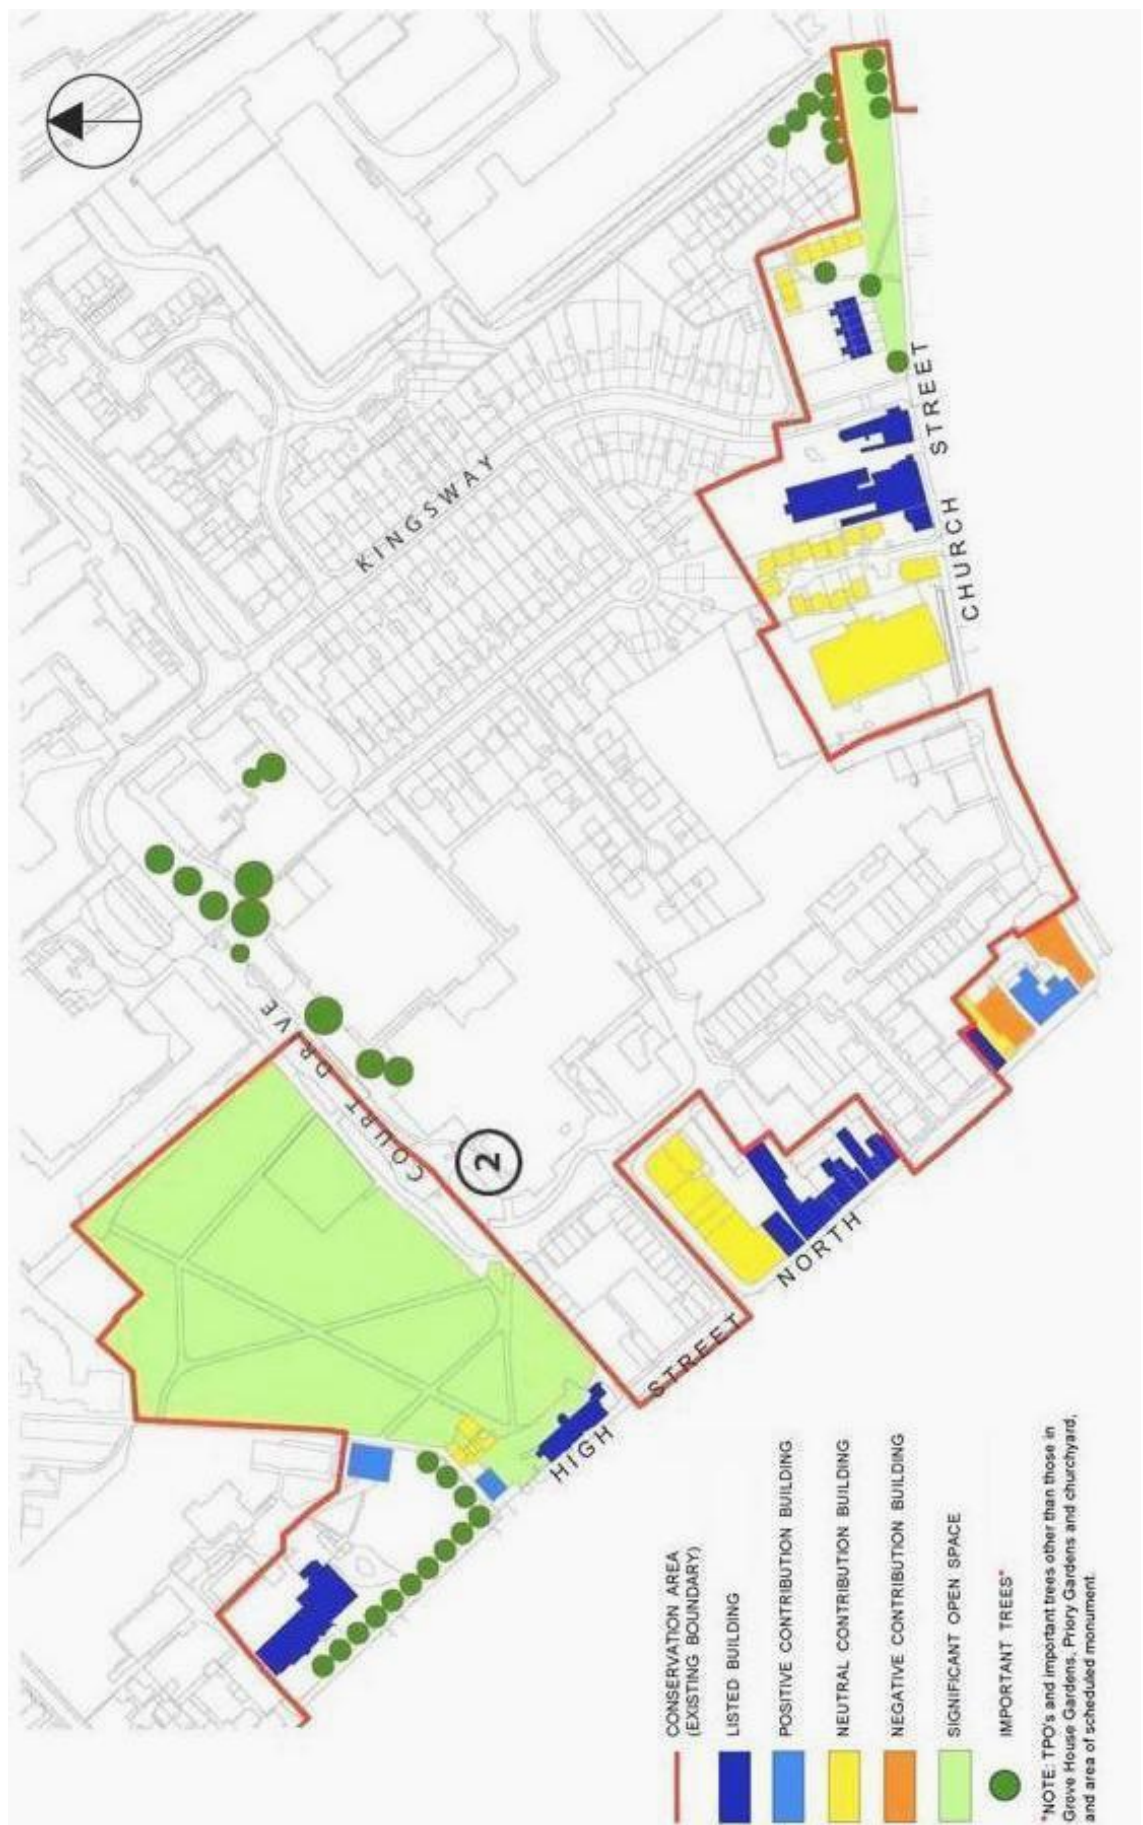 KINGSWAY
CHURCH STREET
COURT DR VE
2
HIGH STREET NORTH
CONSERVATION AREA
(EXISTING BOUNDARY)
LISTED BUILDING
POSITIVE CONTRIBUTION BUILDING
NEUTRAL CONTRIBUTION BUILDING
NEGATIVE CONTRIBUTION BUILDING
SIGNIFICANT OPEN SPACE
IMPORTANT TREES*
*NOTE: TPO's and important trees other than those in
Grove House Gardens, Priory Gardens and churchyard,
and area of scheduled monument.